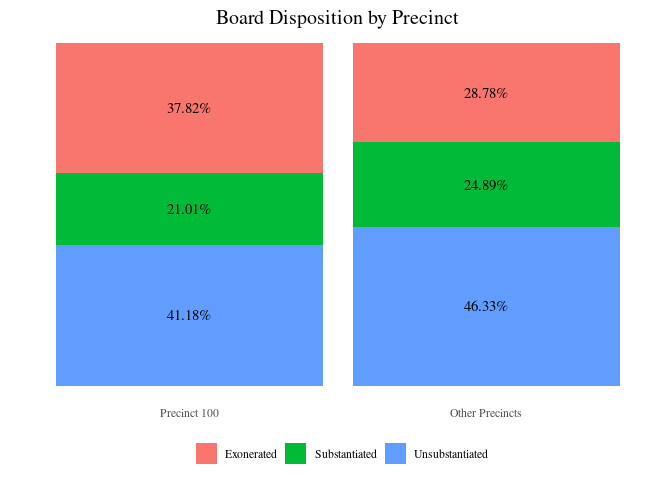 Board Disposition by Precinct
37.82%
28.78%
21.01%
24.89%
41.18%
46.33%
Precinct 100
Other Precincts
Exonerated
Substantiated
Unsubstantiated